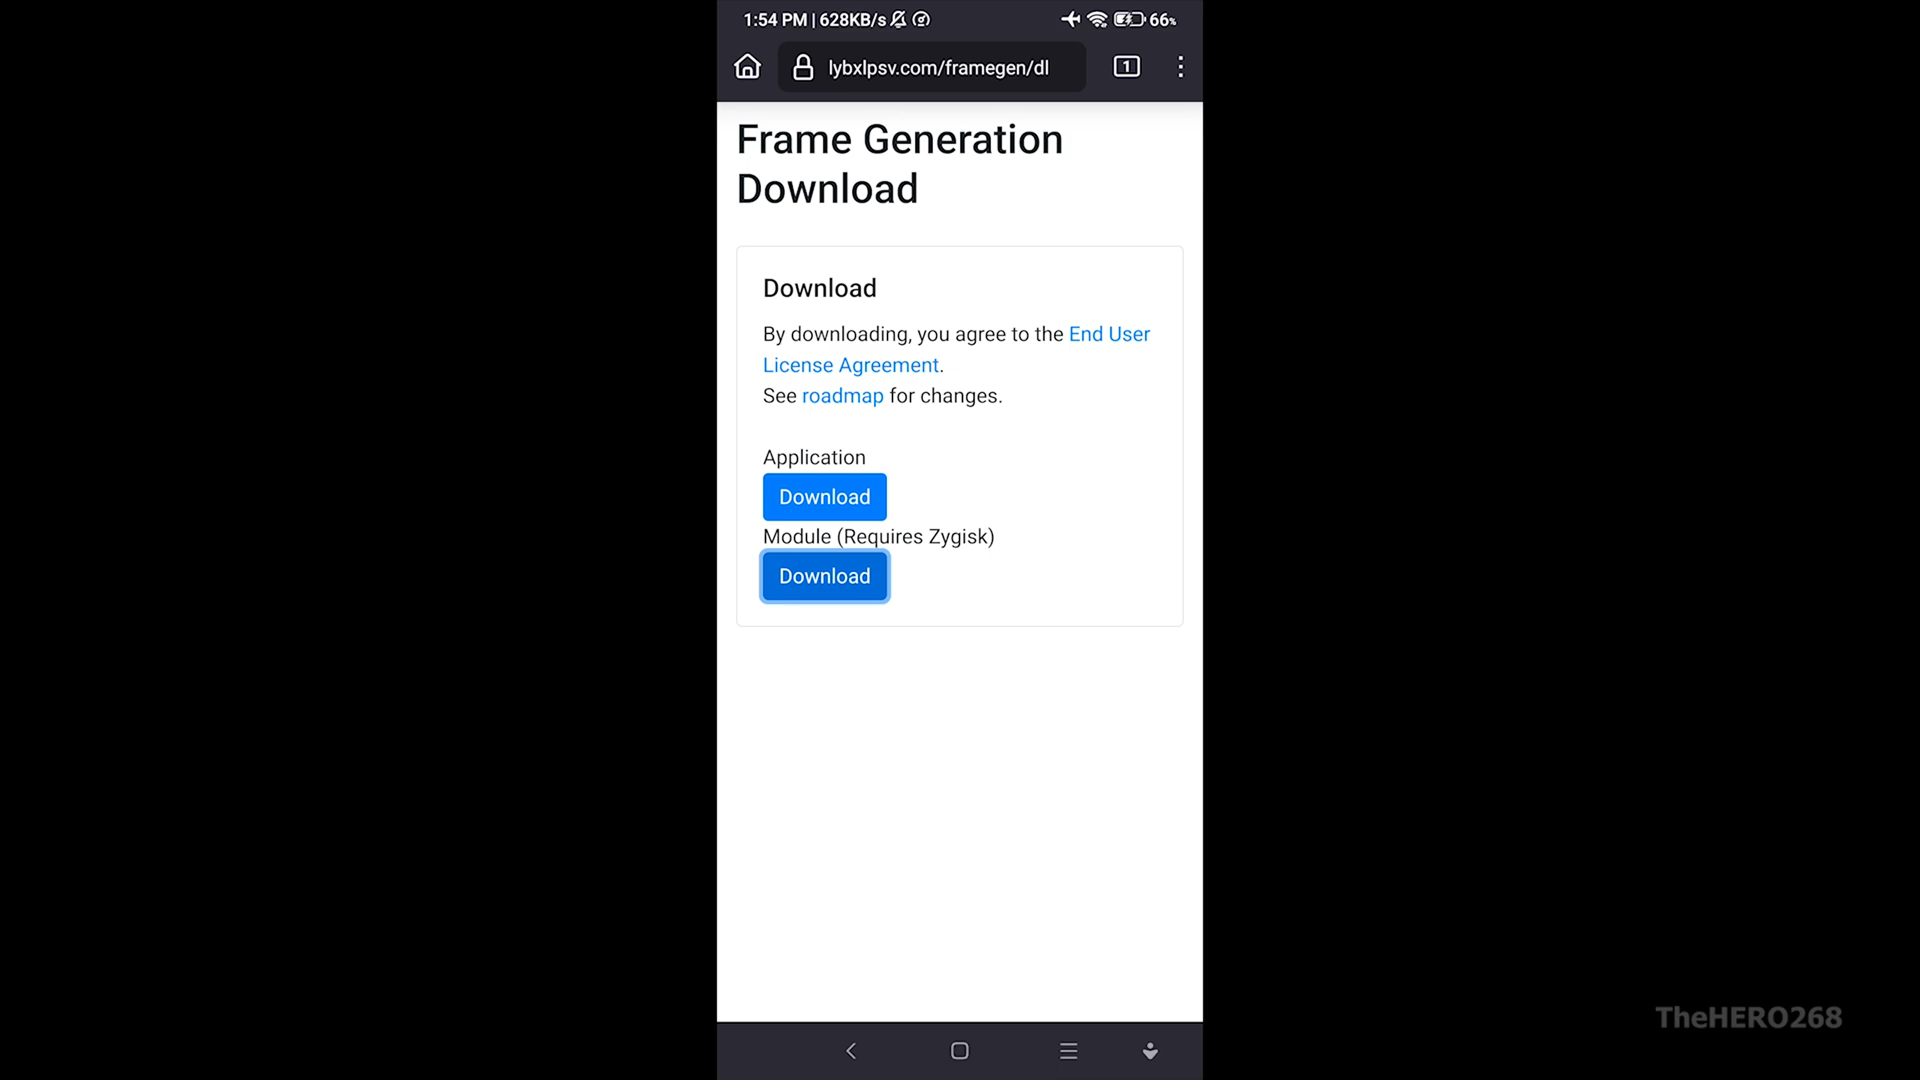 1:54 PM | 628KB/s 66%
lybxlpsv.com/framegen/dl 1
Frame Generation
Download
Download
By downloading, you agree to the End User
License Agreement.
See roadmap for changes.
Application
Download
Module (Requires Zygisk)
Download
TheHERO268